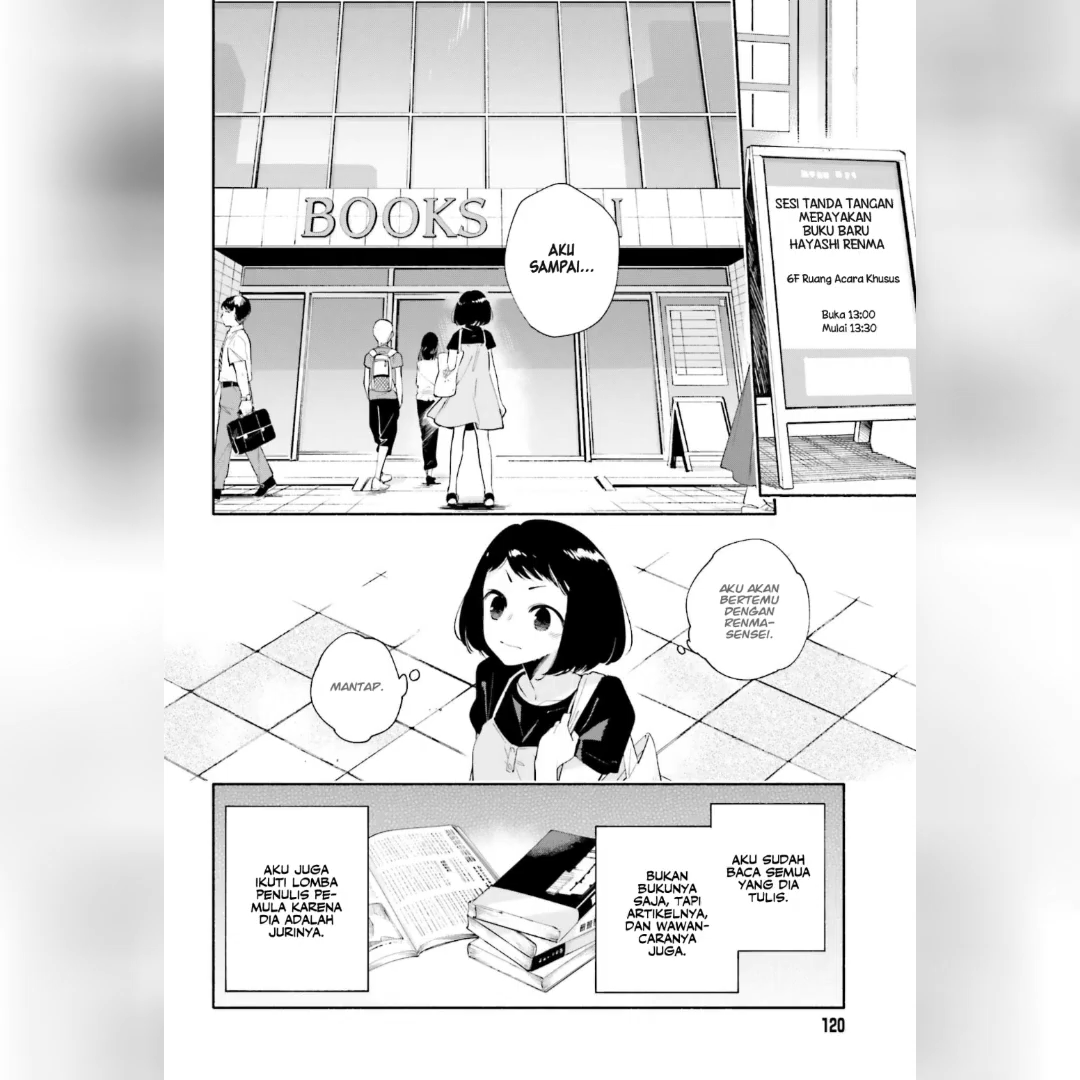 SESI TANDA TANGAN
MERAYAKAN
BUKU BARU
HAYASHI RENMA
6F Ruang Acara Khusus
Buka 13:00
Mulai 13:30
BOOKS
AKU
SAMPAI...
AKU AKAN
BERTEMU
DENGAN
RENMA-
SENSEI.
MANTAP.
AKU SUDAH
BACA SEMUA
YANG DIA
TULIS.
BUKAN
BUKUNYA
SAJA, TAPI
ARTIKELNYA,
DAN WAWAN-
CARANYA
JUGA.
AKU JUGA
IKUTI LOMBA
PENULIS PE-
MULA KARENA
DIA ADALAH
JURINYA.
120